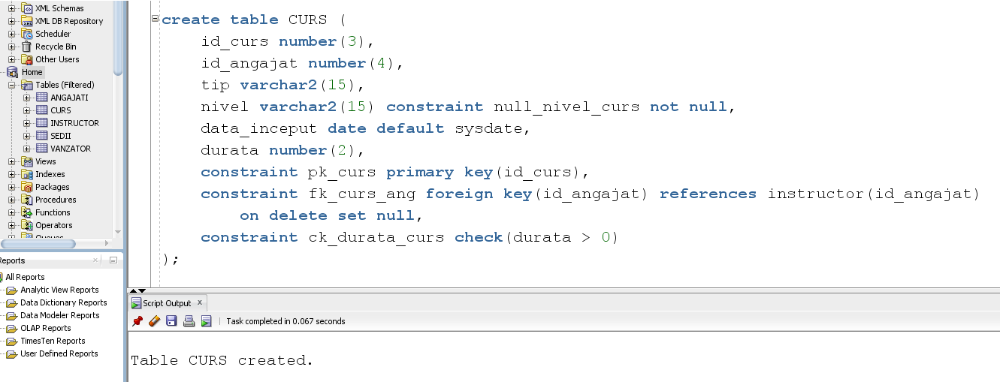 XML Schemas
XML DB Repository
Scheduler
Recycle Bin
Other Users
Home
Tables (Filtered)
ANGAJATI
CURS
INSTRUCTOR
SEDII
VANZATOR
Views
Indexes
Packages
Procedures
Functions
Operators
Queues
Reports
All Reports
Analytic View Reports
Data Dictionary Reports
Data Modeler Reports
OLAP Reports
TimesTen Reports
User Defined Reports
create table CURS (
    id_curs number(3),
    id_angajat number(4),
    tip varchar2(15),
    nivel varchar2(15) constraint null_nivel_curs not null,
    data_inceput date default sysdate,
    durata number(2),
    constraint pk_curs primary key(id_curs),
    constraint fk_curs_ang foreign key(id_angajat) references instructor(id_angajat)
        on delete set null,
    constraint ck_durata_curs check(durata > 0)
);
Script Output x
Task completed in 0.067 seconds
Table CURS created.